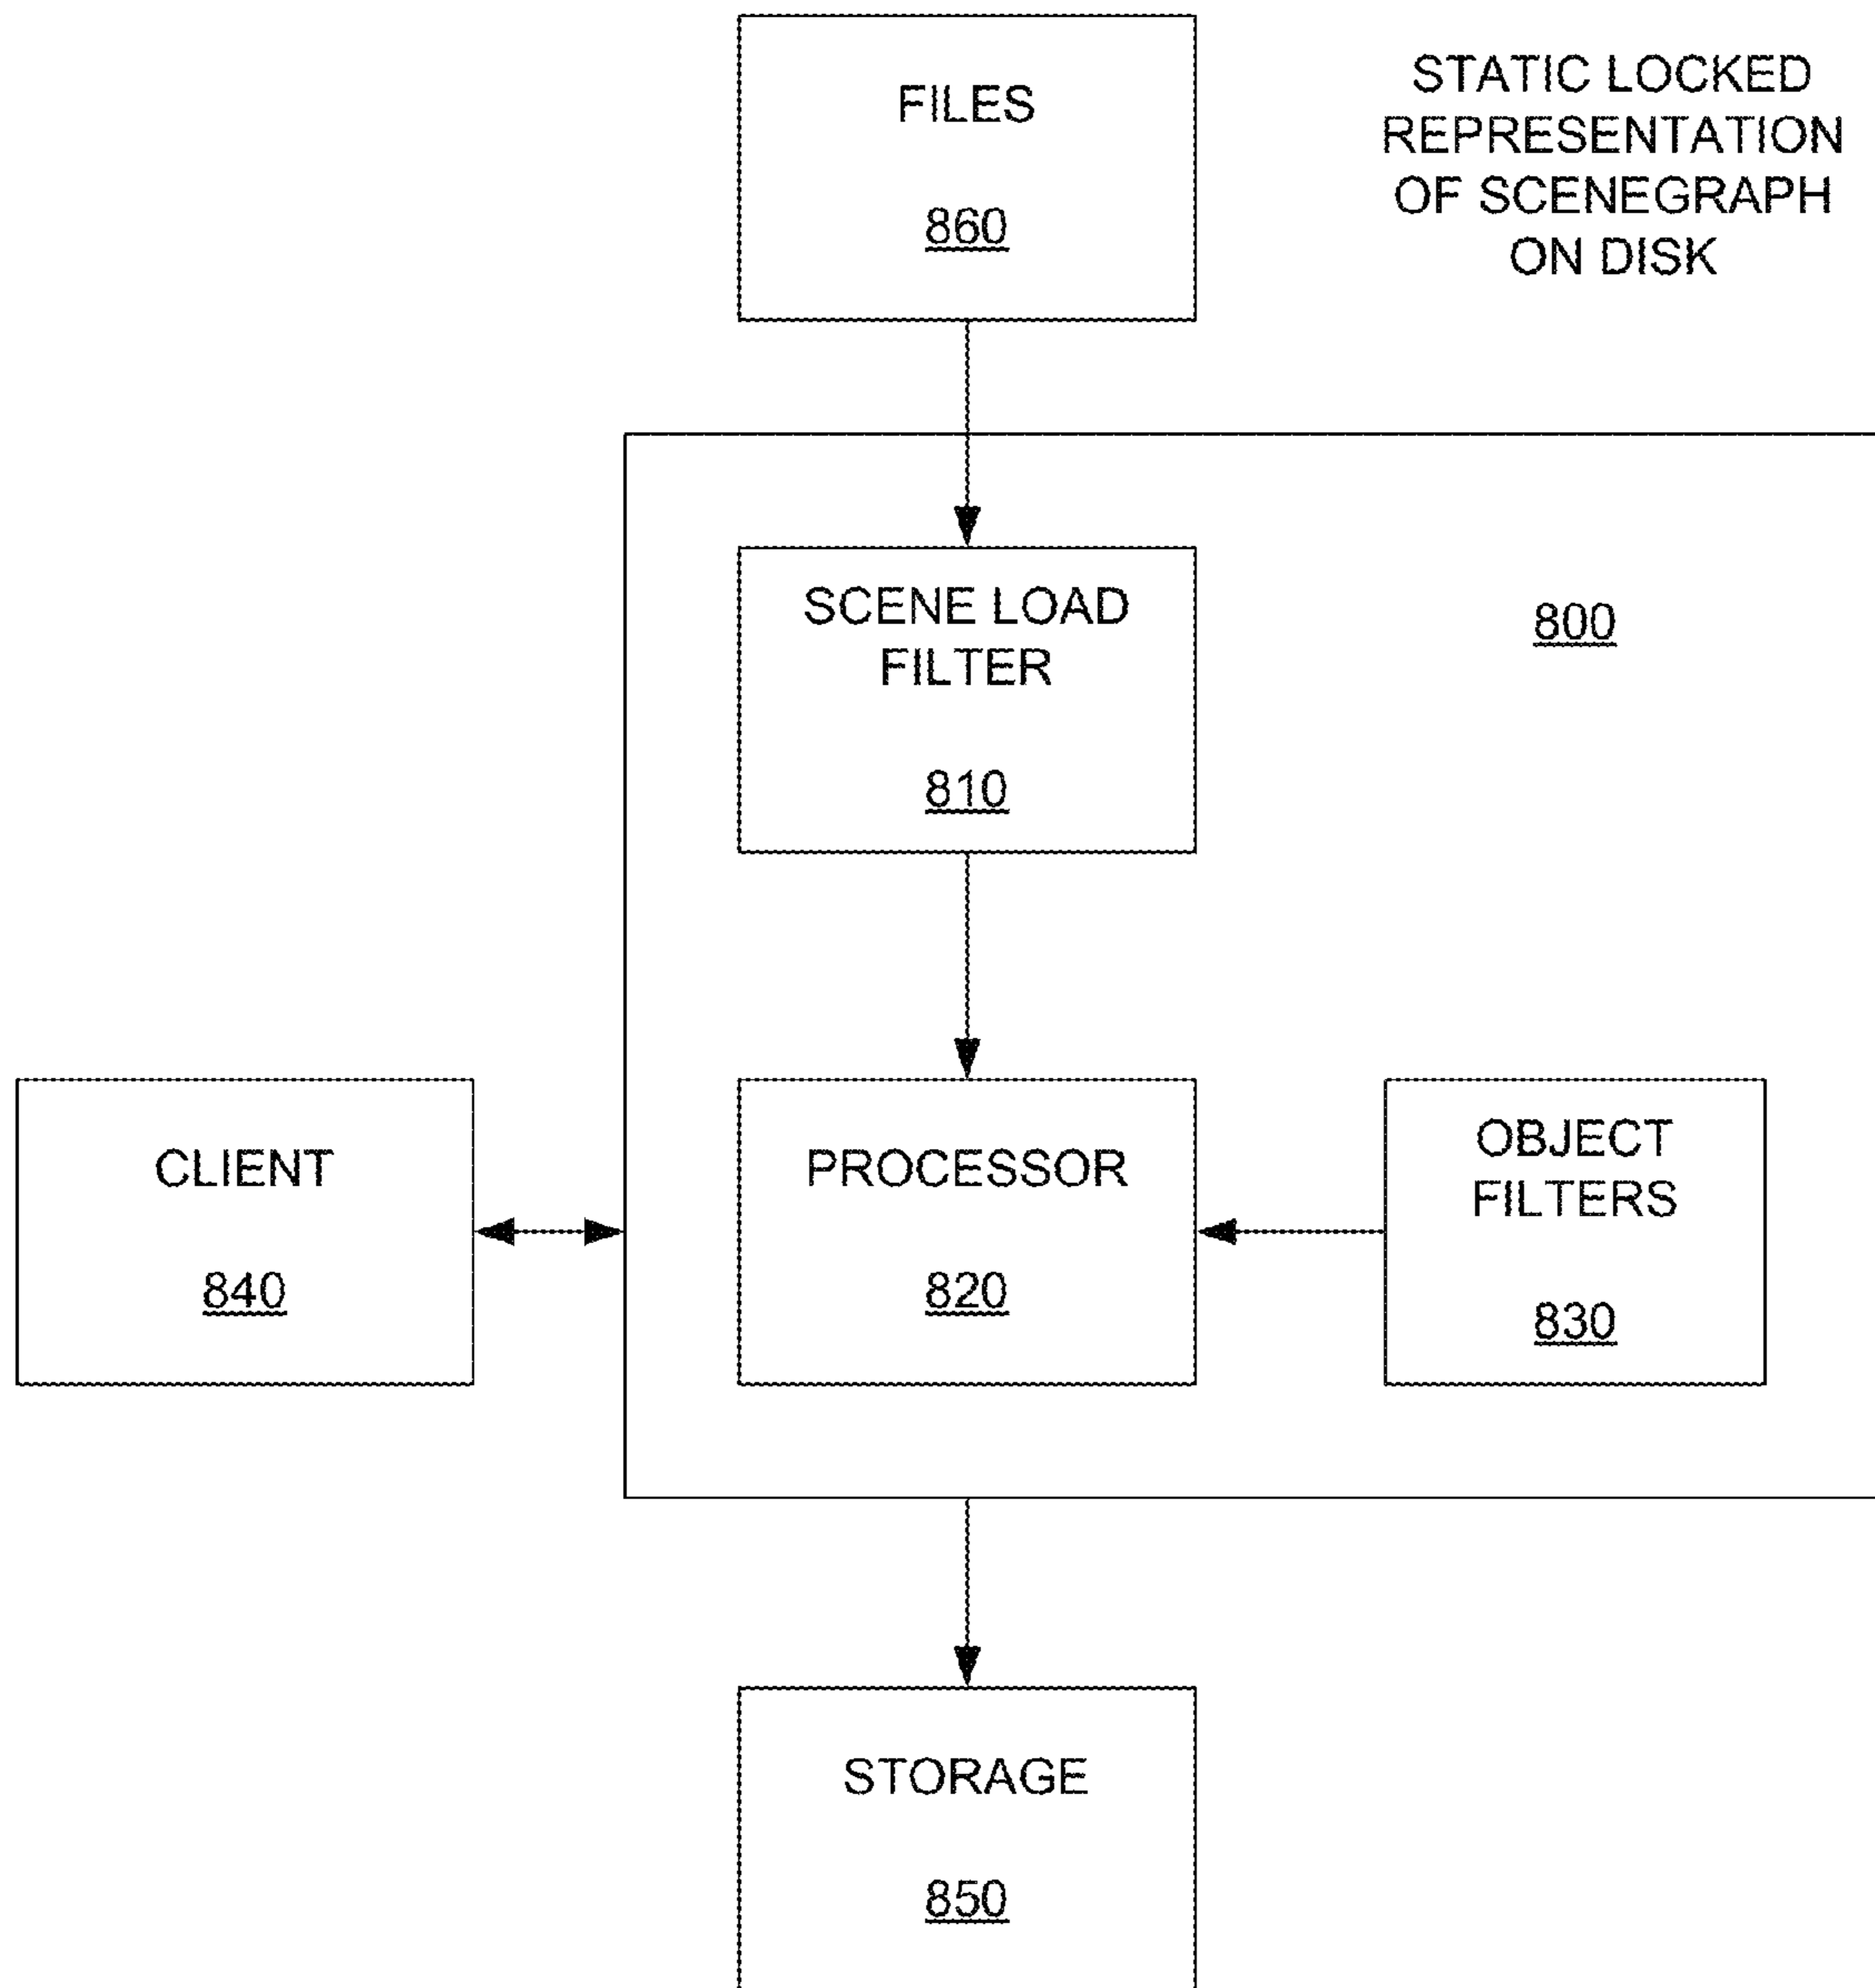 FILES
860
STATIC LOCKED
REPRESENTATION
OF SCENEGRAPH
ON DISK
SCENE LOAD
FILTER
810
800
CLIENT
840
PROCESSOR
820
OBJECT
FILTERS
830
STORAGE
850